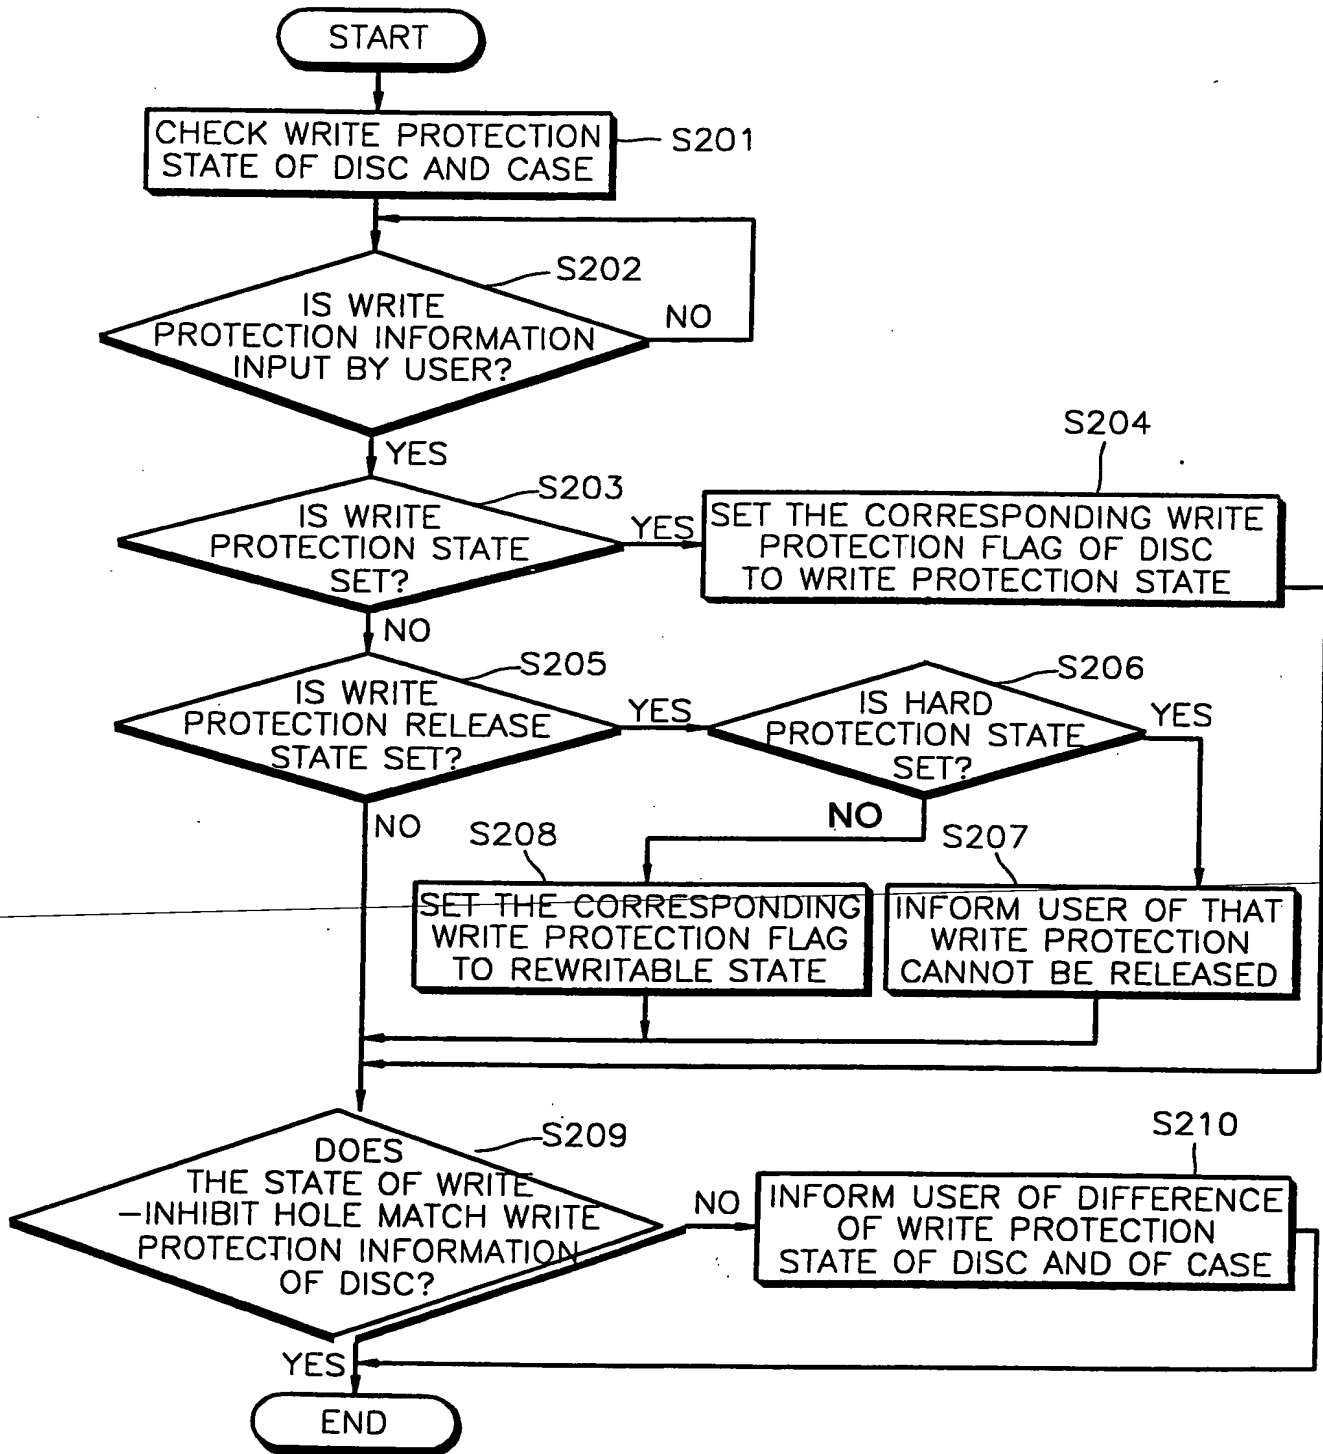 START
CHECK WRITE PROTECTION
STATE OF DISC AND CASE
S201
S202
IS WRITE
PROTECTION INFORMATION
INPUT BY USER?
NO
YES
S203
IS WRITE
PROTECTION STATE
SET?
YES
S204
SET THE CORRESPONDING WRITE
PROTECTION FLAG OF DISC
TO WRITE PROTECTION STATE
NO
S205
IS WRITE
PROTECTION RELEASE
STATE SET?
YES
S206
IS HARD
PROTECTION STATE
SET?
YES
NO
NO
S208
SET THE CORRESPONDING
WRITE PROTECTION FLAG
TO REWRITABLE STATE
S207
INFORM USER OF THAT
WRITE PROTECTION
CANNOT BE RELEASED
S209
DOES
THE STATE OF WRITE
-INHIBIT HOLE MATCH WRITE
PROTECTION INFORMATION
OF DISC?
NO
S210
INFORM USER OF DIFFERENCE
OF WRITE PROTECTION
STATE OF DISC AND OF CASE
YES
END